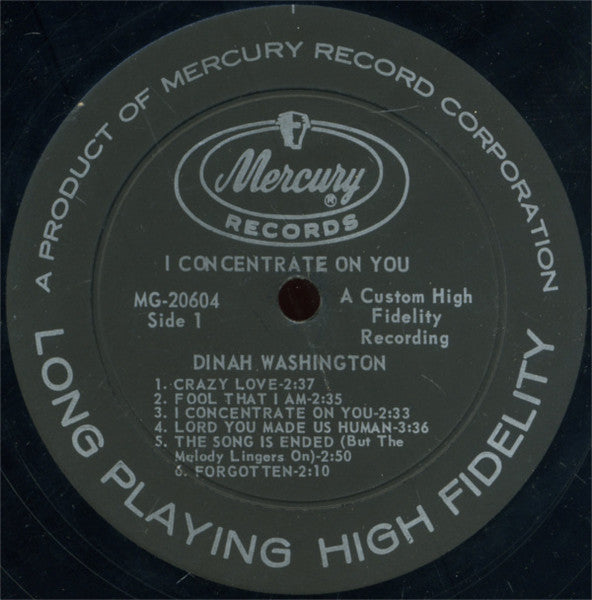 A PRODUCT OF MERCURY RECORD CORPORATION
Mercury®
RECORDS
I CONCENTRATE ON YOU
MG-20604
Side 1
A Custom High
Fidelity
Recording
DINAH WASHINGTON
1. CRAZY LOVE-2:37
2. FOOL THAT I AM-2:35
3. I CONCENTRATE ON YOU-2:33
4. LORD YOU MADE US HUMAN-3:36
5. THE SONG IS ENDED (But The
Melody Lingers On)-2:50
6. FORGOTTEN-2:10
LONG PLAYING HIGH FIDELITY